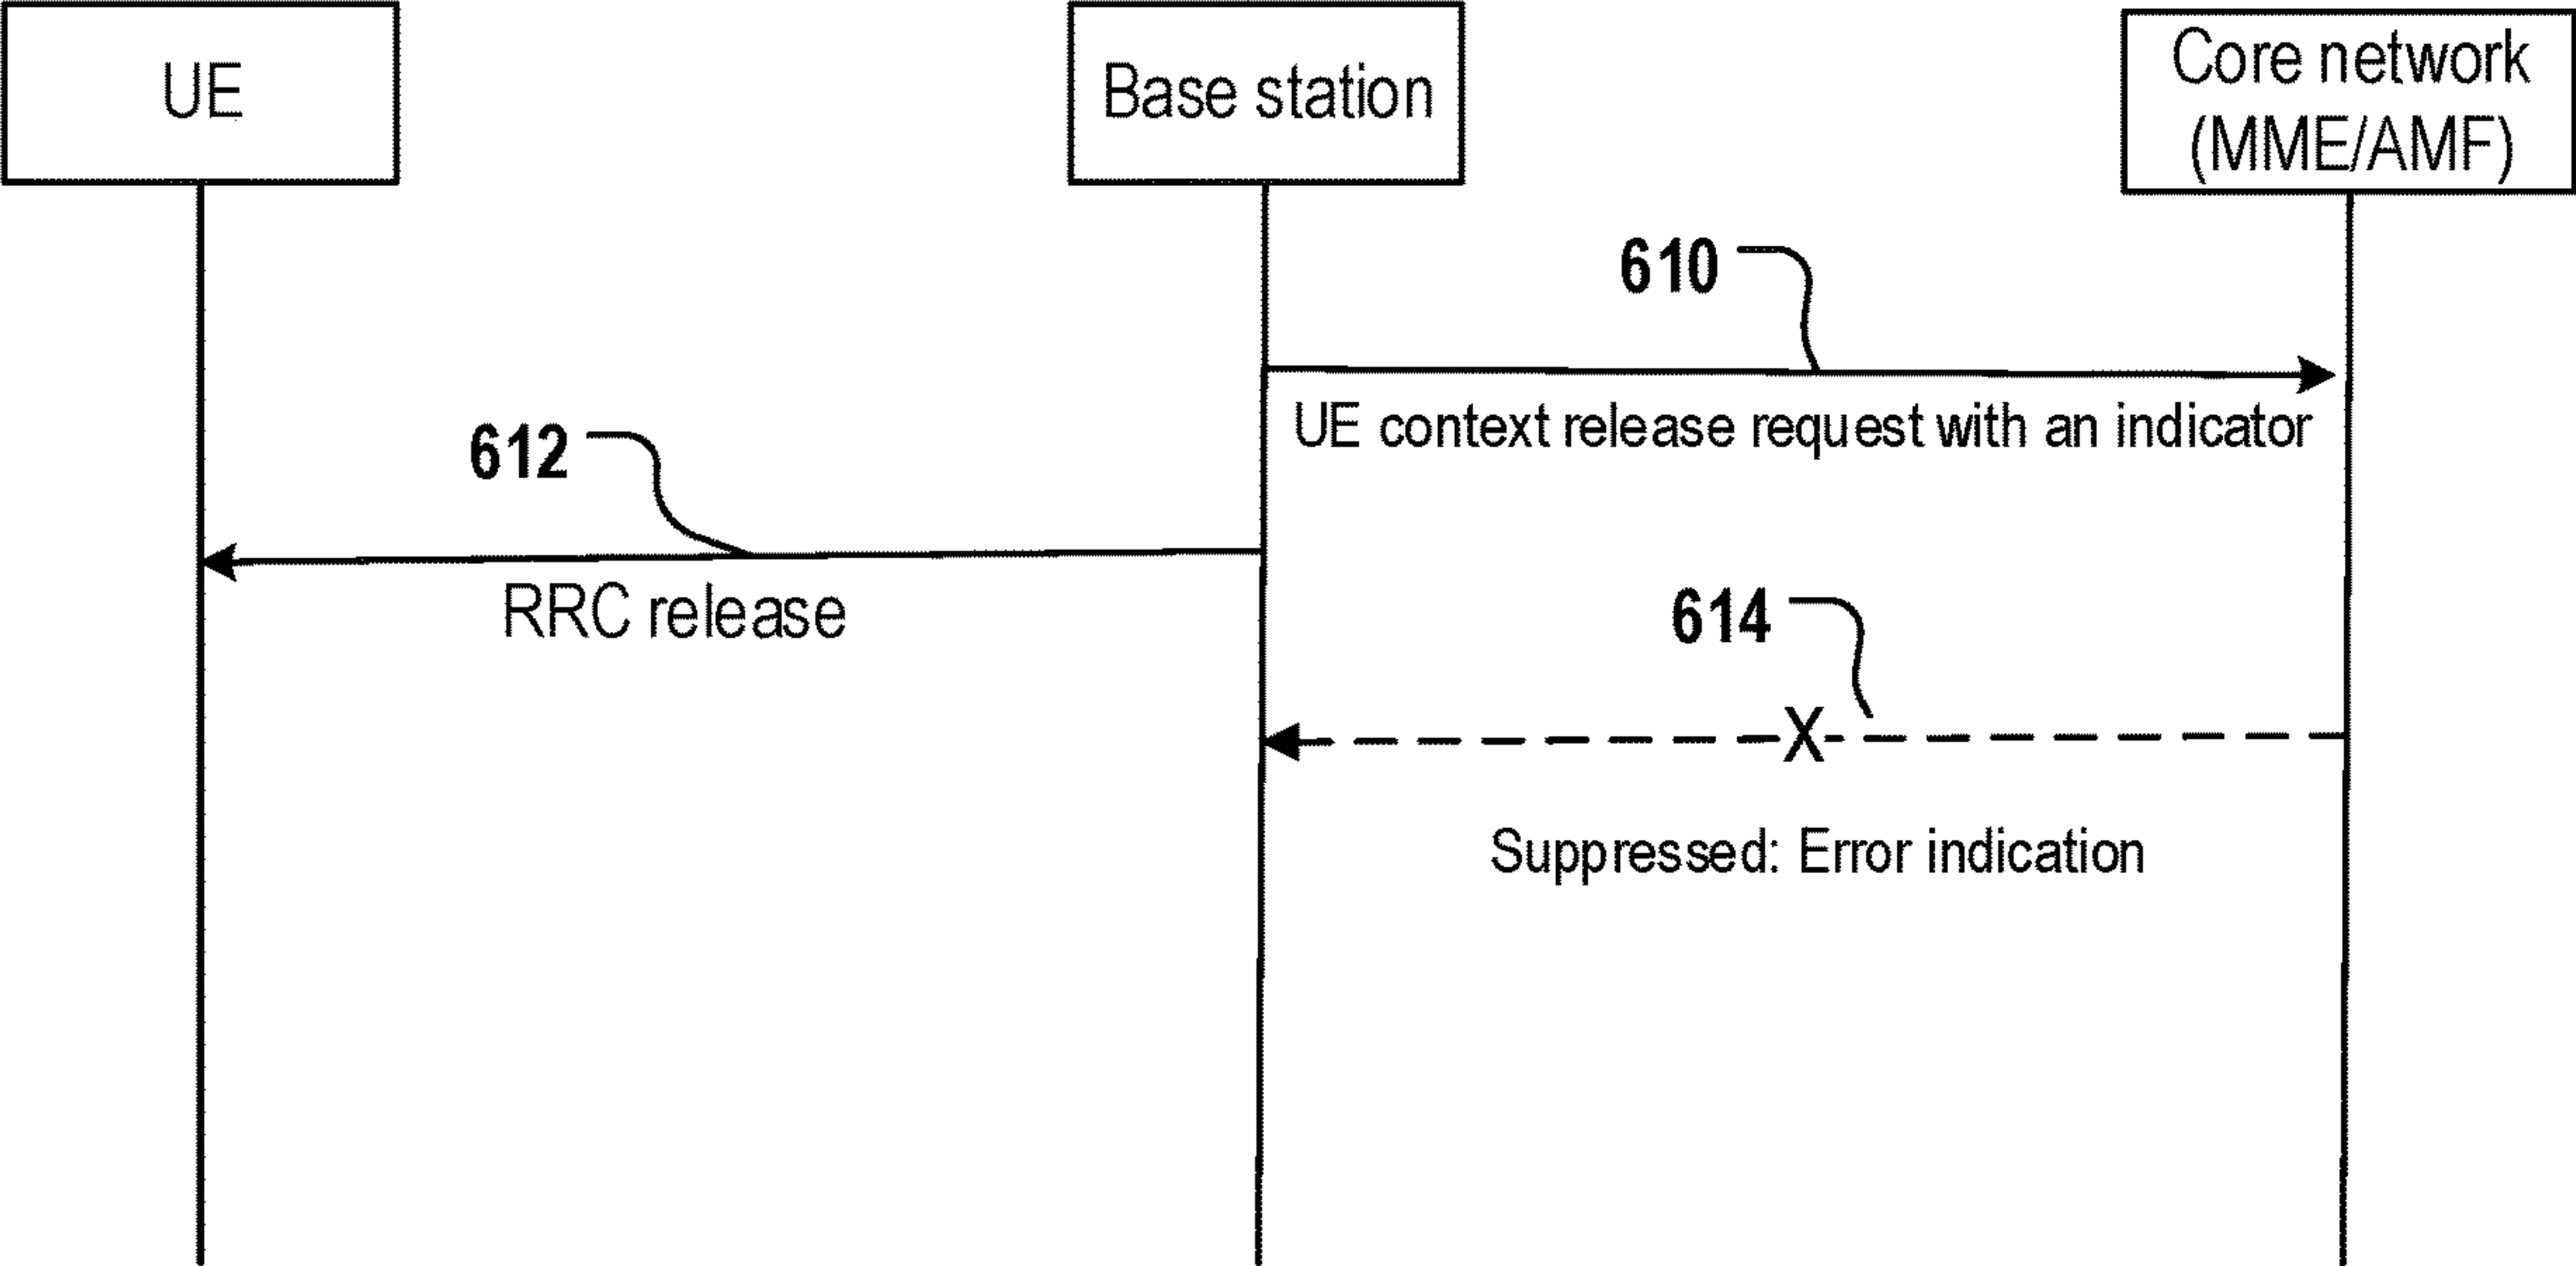 UE
Base station
Core network
(MME/AMF)
610
UE context release request with an indicator
612
RRC release
614
X
Suppressed: Error indication